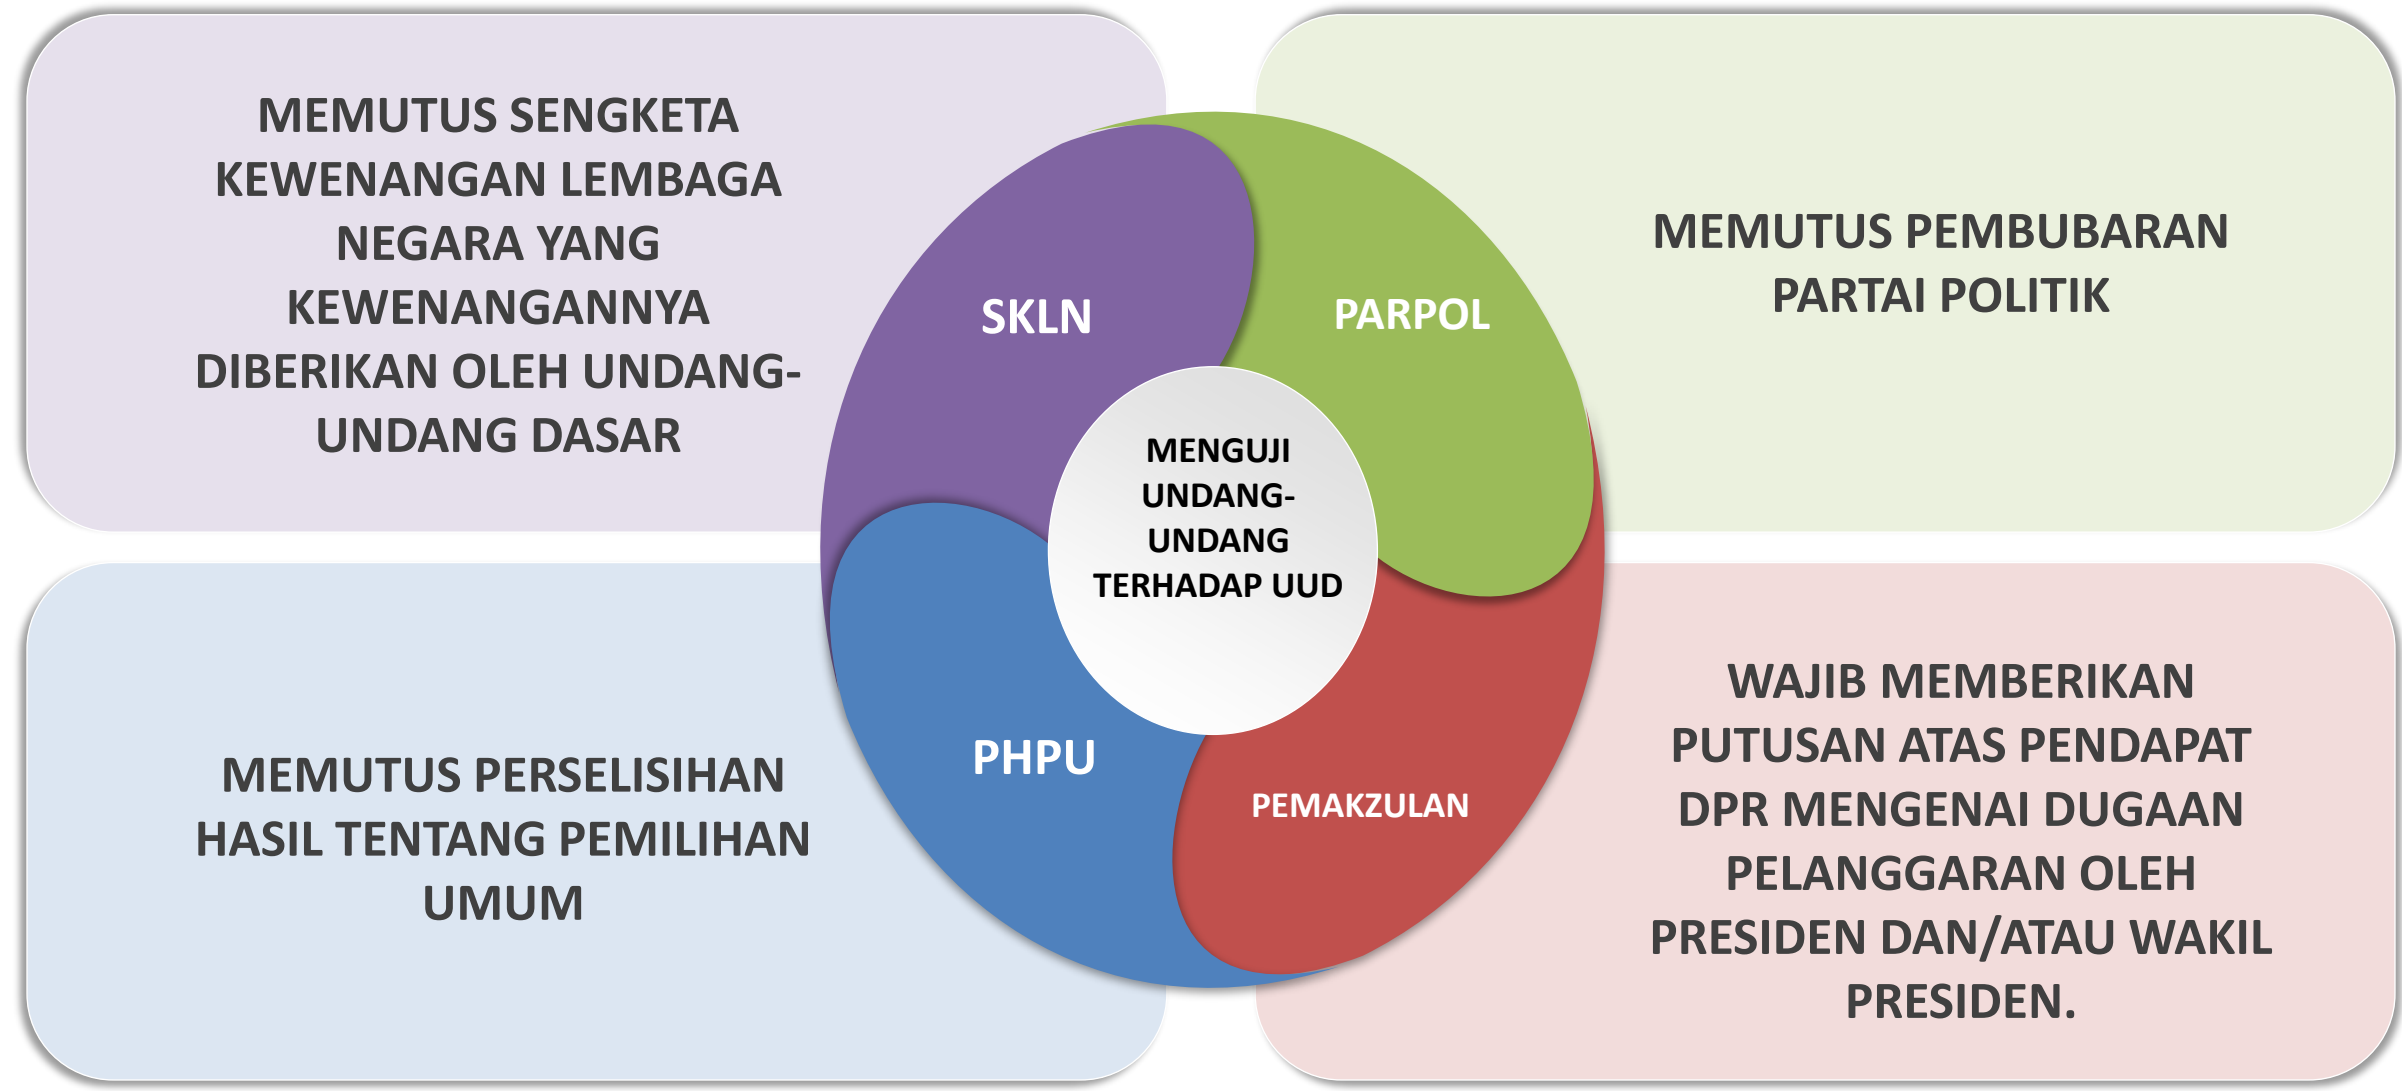 MEMUTUS SENGKETA
KEWENANGAN LEMBAGA
NEGARA YANG
KEWENANGANNYA
DIBERIKAN OLEH UNDANG-
UNDANG DASAR
MEMUTUS PEMBUBARAN
PARTAI POLITIK
SKLN
PARPOL
MENGUJI
UNDANG-
UNDANG
TERHADAP UUD
PHPU
PEMAKZULAN
MEMUTUS PERSELISIHAN
HASIL TENTANG PEMILIHAN
UMUM
WAJIB MEMBERIKAN
PUTUSAN ATAS PENDAPAT
DPR MENGENAI DUGAAN
PELANGGARAN OLEH
PRESIDEN DAN/ATAU WAKIL
PRESIDEN.